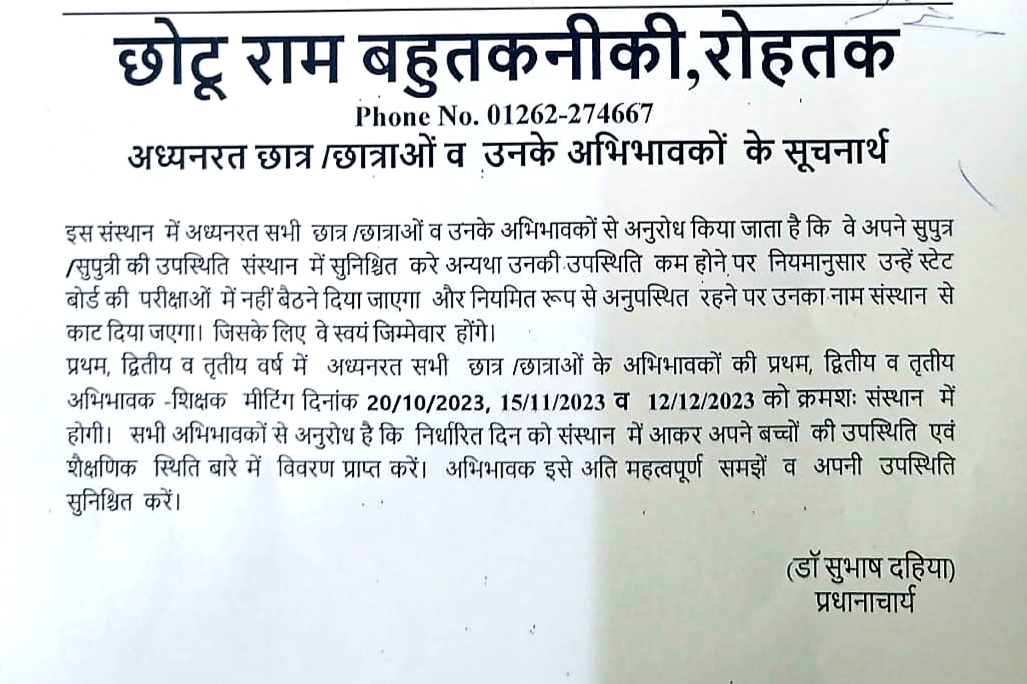 छोटू राम बहुतकनीकी,रोहतक
Phone No. 01262-274667
अध्यनरत छात्र /छात्राओं व उनके अभिभावकों के सूचनार्थ
इस संस्थान में अध्यनरत सभी छात्र /छात्राओं व उनके अभिभावकों से अनुरोध किया जाता है कि वे अपने सुपुत्र
/सुपुत्री की उपस्थिति संस्थान में सुनिश्चित करे अन्यथा उनकी उपस्थिति कम होने पर नियमानुसार उन्हें स्टेट
बोर्ड की परीक्षाओं में नहीं बैठने दिया जाएगा और नियमित रूप से अनुपस्थित रहने पर उनका नाम संस्थान से
काट दिया जएगा। जिसके लिए वे स्वयं जिम्मेवार होंगे।
प्रथम, द्वितीय व तृतीय वर्ष में अध्यनरत सभी छात्र /छात्राओं के अभिभावकों की प्रथम, द्वितीय व तृतीय
अभिभावक -शिक्षक मीटिंग दिनांक 20/10/2023, 15/11/2023 व 12/12/2023 को क्रमशः संस्थान में
होगी। सभी अभिभावकों से अनुरोध है कि निर्धारित दिन को संस्थान में आकर अपने बच्चों की उपस्थिति एवं
शैक्षणिक स्थिति बारे में विवरण प्राप्त करें। अभिभावक इसे अति महत्वपूर्ण समझें व अपनी उपस्थिति
सुनिश्चित करें।
(डॉ सुभाष दहिया)
प्रधानाचार्य